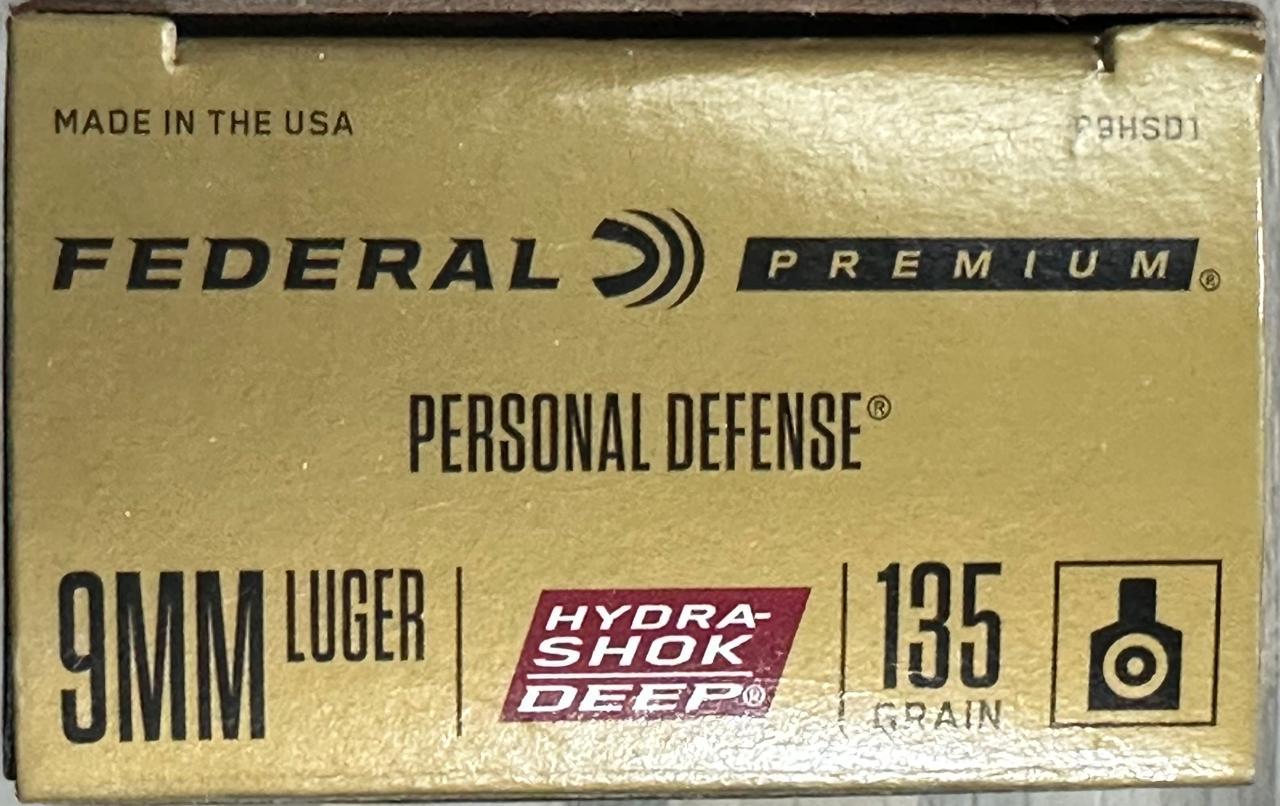 MADE IN THE USA
P9HSD1
FEDERAL PREMIUM®
PERSONAL DEFENSE®
9MM LUGER
HYDRA-
SHOK
DEEP®
135
GRAIN